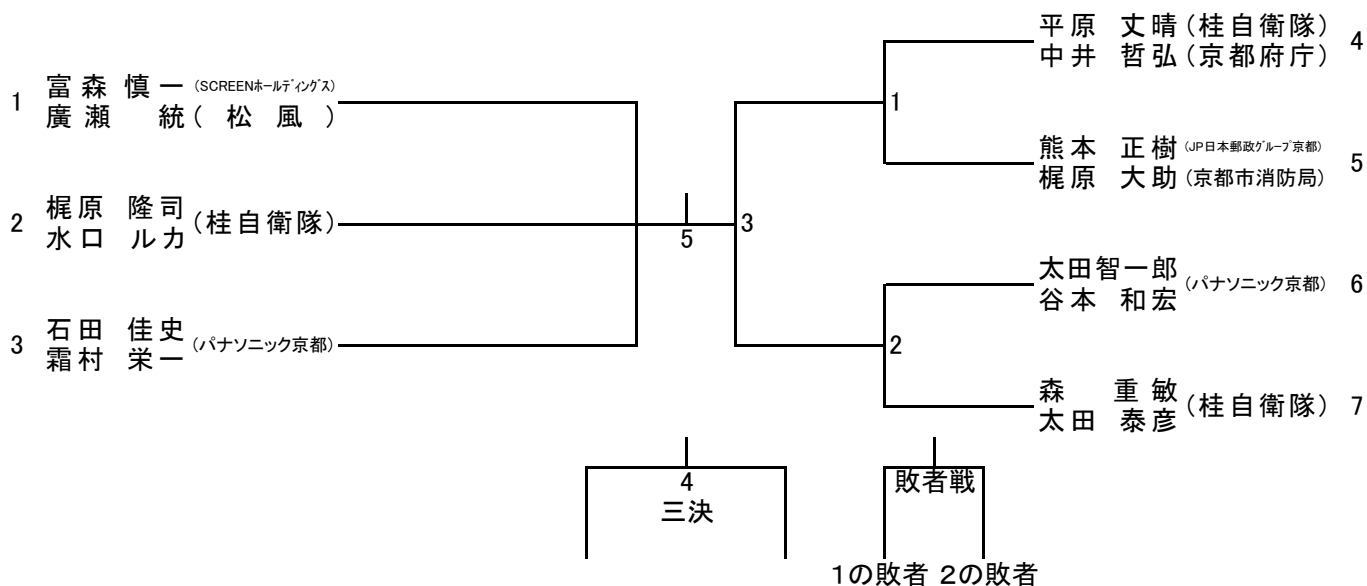 1 富森 慎一 (SCREENホールディングス)
廣瀬 統 (松風)
2 梶原 隆司
水口 ルカ (桂自衛隊)
3 石田 佳史
霜村 栄一 (パナソニック京都)
5
3
1
2
平原 丈晴 (桂自衛隊) 4
中井 哲弘 (京都府庁)
熊本 正樹 (JP日本郵政グループ京都) 5
梶原 大助 (京都市消防局)
太田智一郎 (パナソニック京都) 6
谷本 和宏
森 重敏 (桂自衛隊) 7
太田 泰彦
4
三決
敗者戦
1の敗者 2の敗者